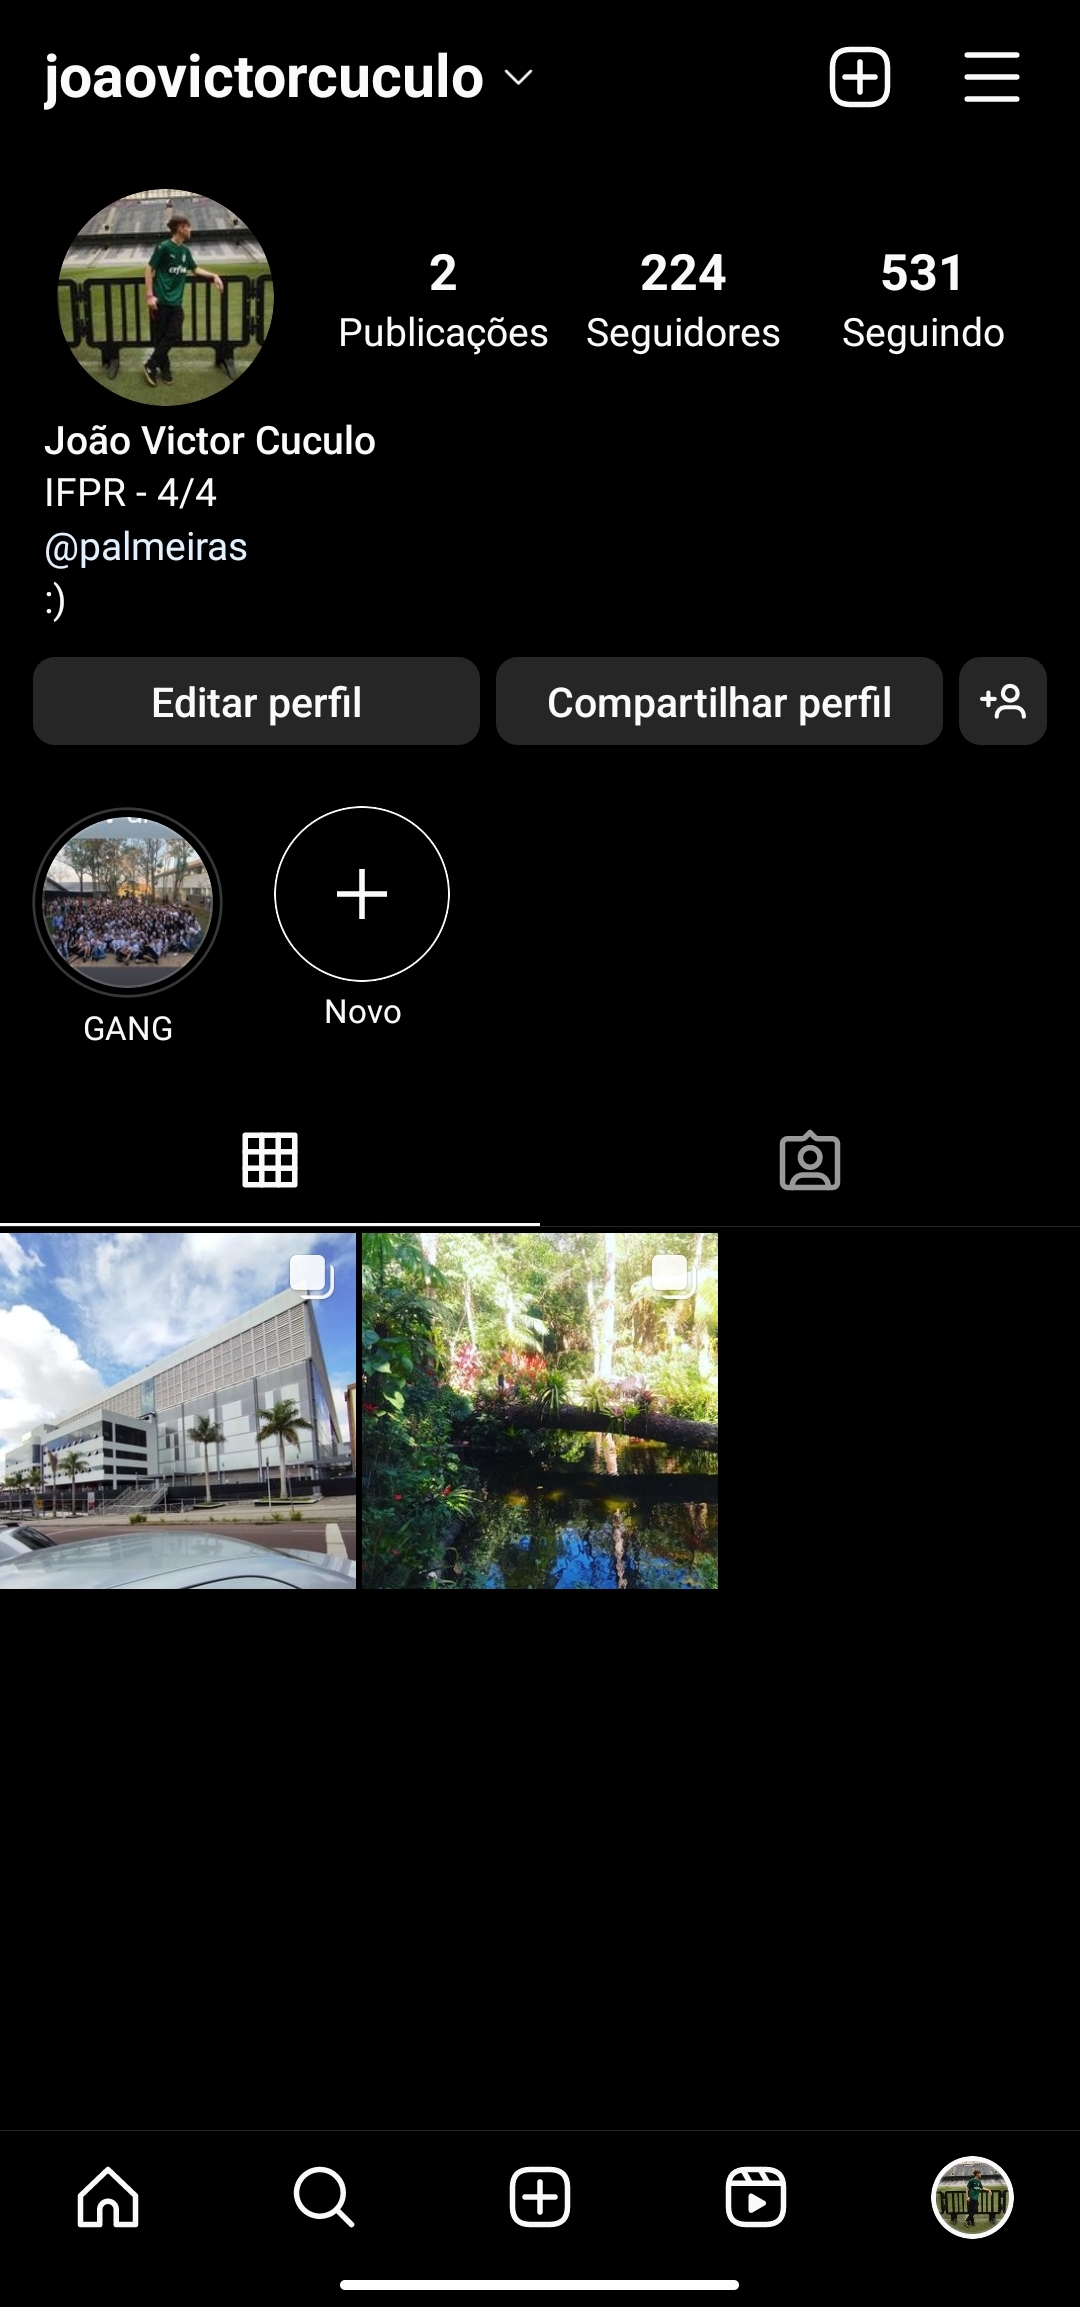 joaovictorcuculo
2 224 531
Publicações Seguidores Seguindo
João Victor Cuculo
IFPR - 4/4
@palmeiras
:)
Editar perfil Compartilhar perfil
GANG Novo